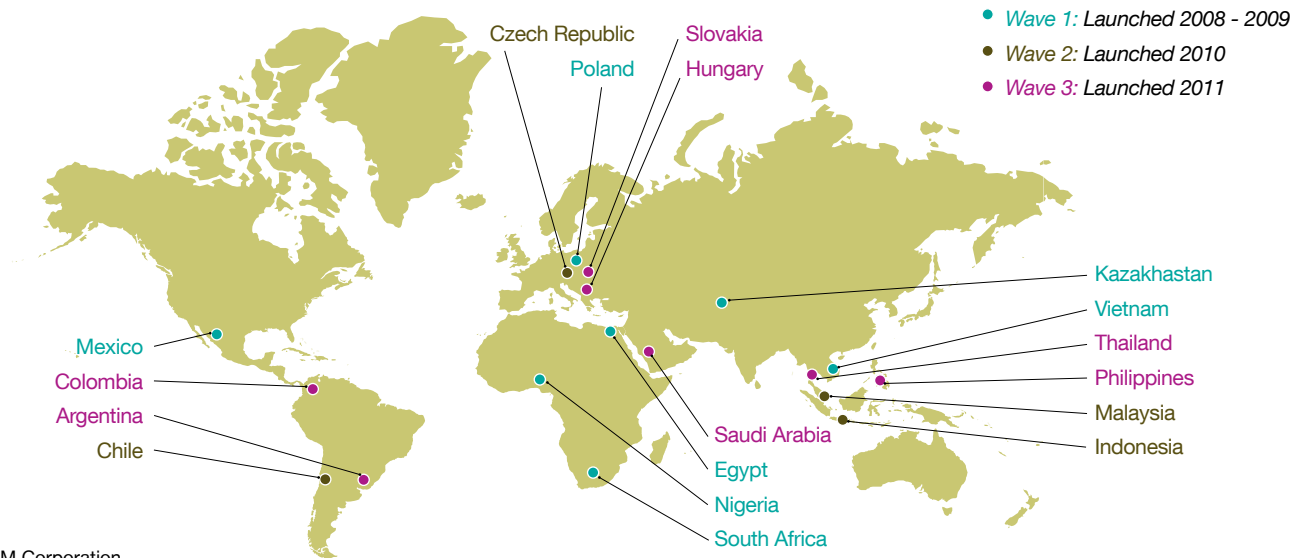 Wave 1: Launched 2008 - 2009
Wave 2: Launched 2010
Wave 3: Launched 2011
Czech Republic
Slovakia
Poland
Hungary
Kazakhstan
Vietnam
Thailand
Philippines
Malaysia
Indonesia
Mexico
Colombia
Argentina
Chile
Saudi Arabia
Egypt
Nigeria
South Africa
M Corporation